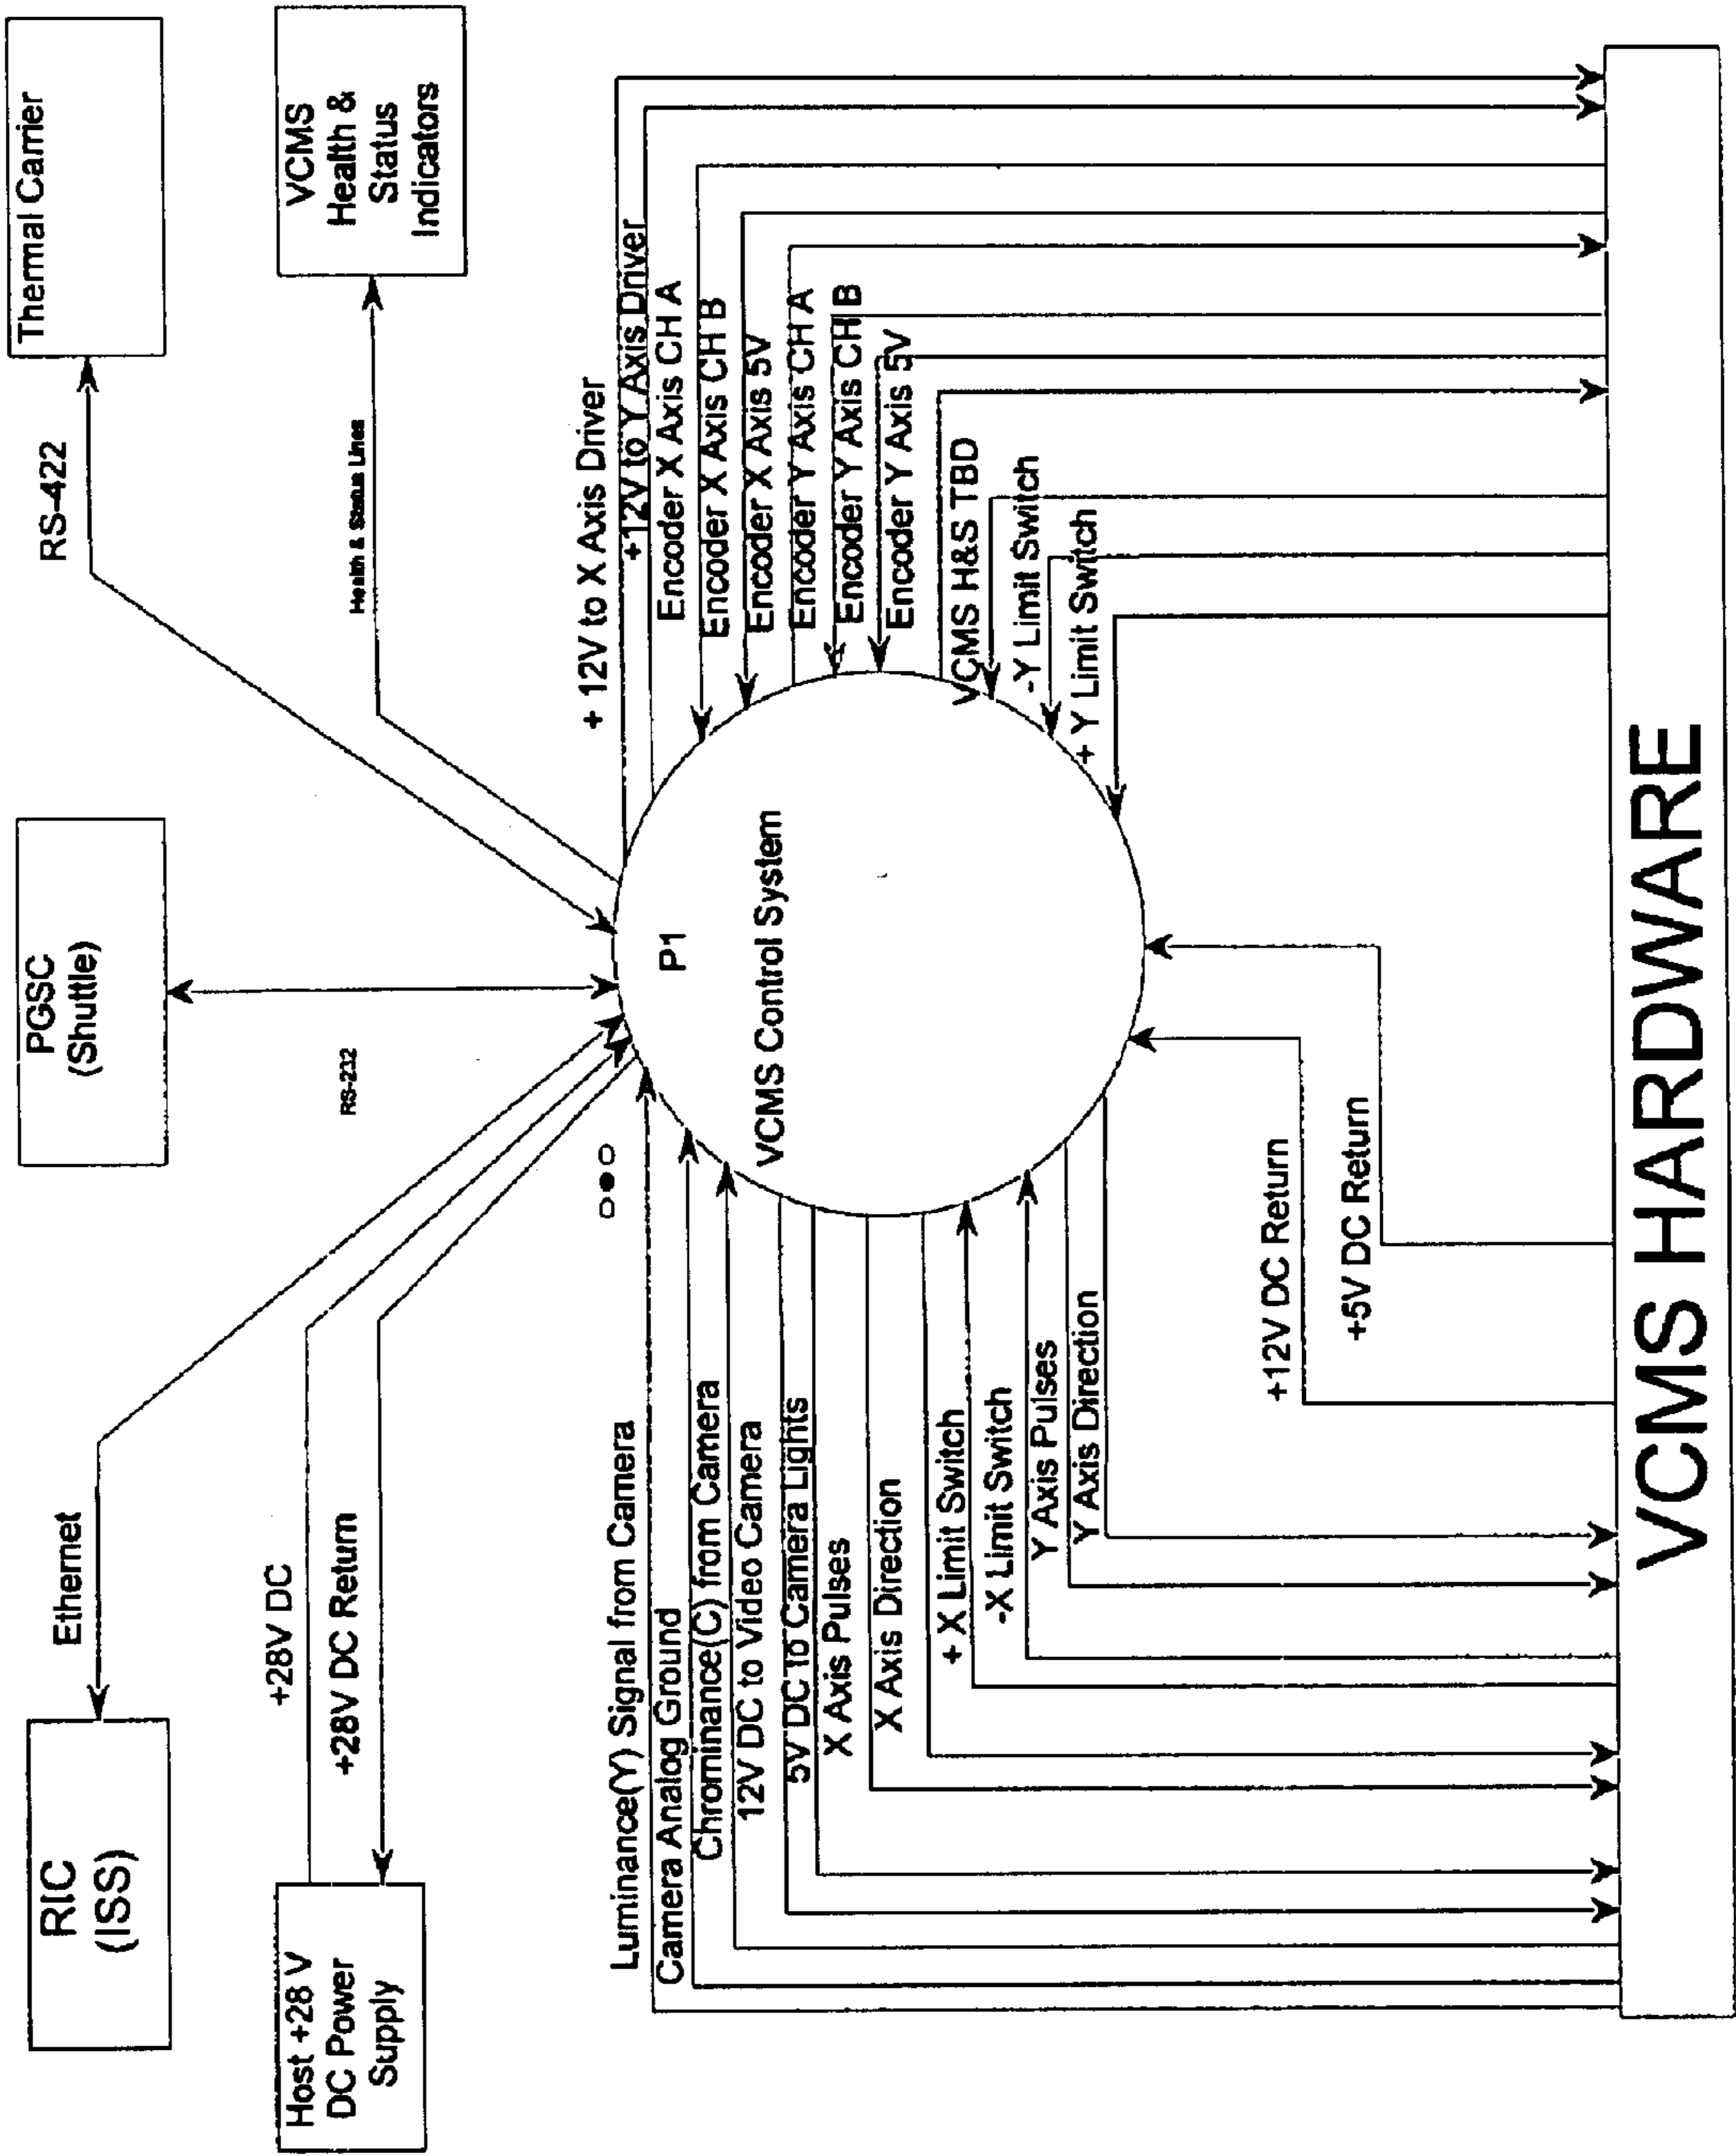 RIC
(ISS)
Ethernet
PGSC
(Shuttle)
RS-422
Thermal Carrier
Host +28 V
DC Power
Supply
+28V DC
+28V DC Return
RS-232
Health & Status Lines
VCMS
Health &
Status
Indicators
Luminance(Y) Signal from Camera
Camera Analog Ground
Chrominance(C) from Camera
12V DC to Video Camera
5V DC to Camera Lights
X Axis Pulses
X Axis Direction
+ X Limit Switch
-X Limit Switch
Y Axis Pulses
Y Axis Direction
P1
VCMS Control System
+ 12V to X Axis Driver
+12V to Y Axis Driver
Encoder X Axis CH A
Encoder X Axis CH B
Encoder X Axis 5V
Encoder Y Axis CH A
Encoder Y Axis CH B
Encoder Y Axis 5V
VCMS H&S TBD
-Y Limit Switch
+ Y Limit Switch
+12V DC Return
+5V DC Return
VCMS HARDWARE